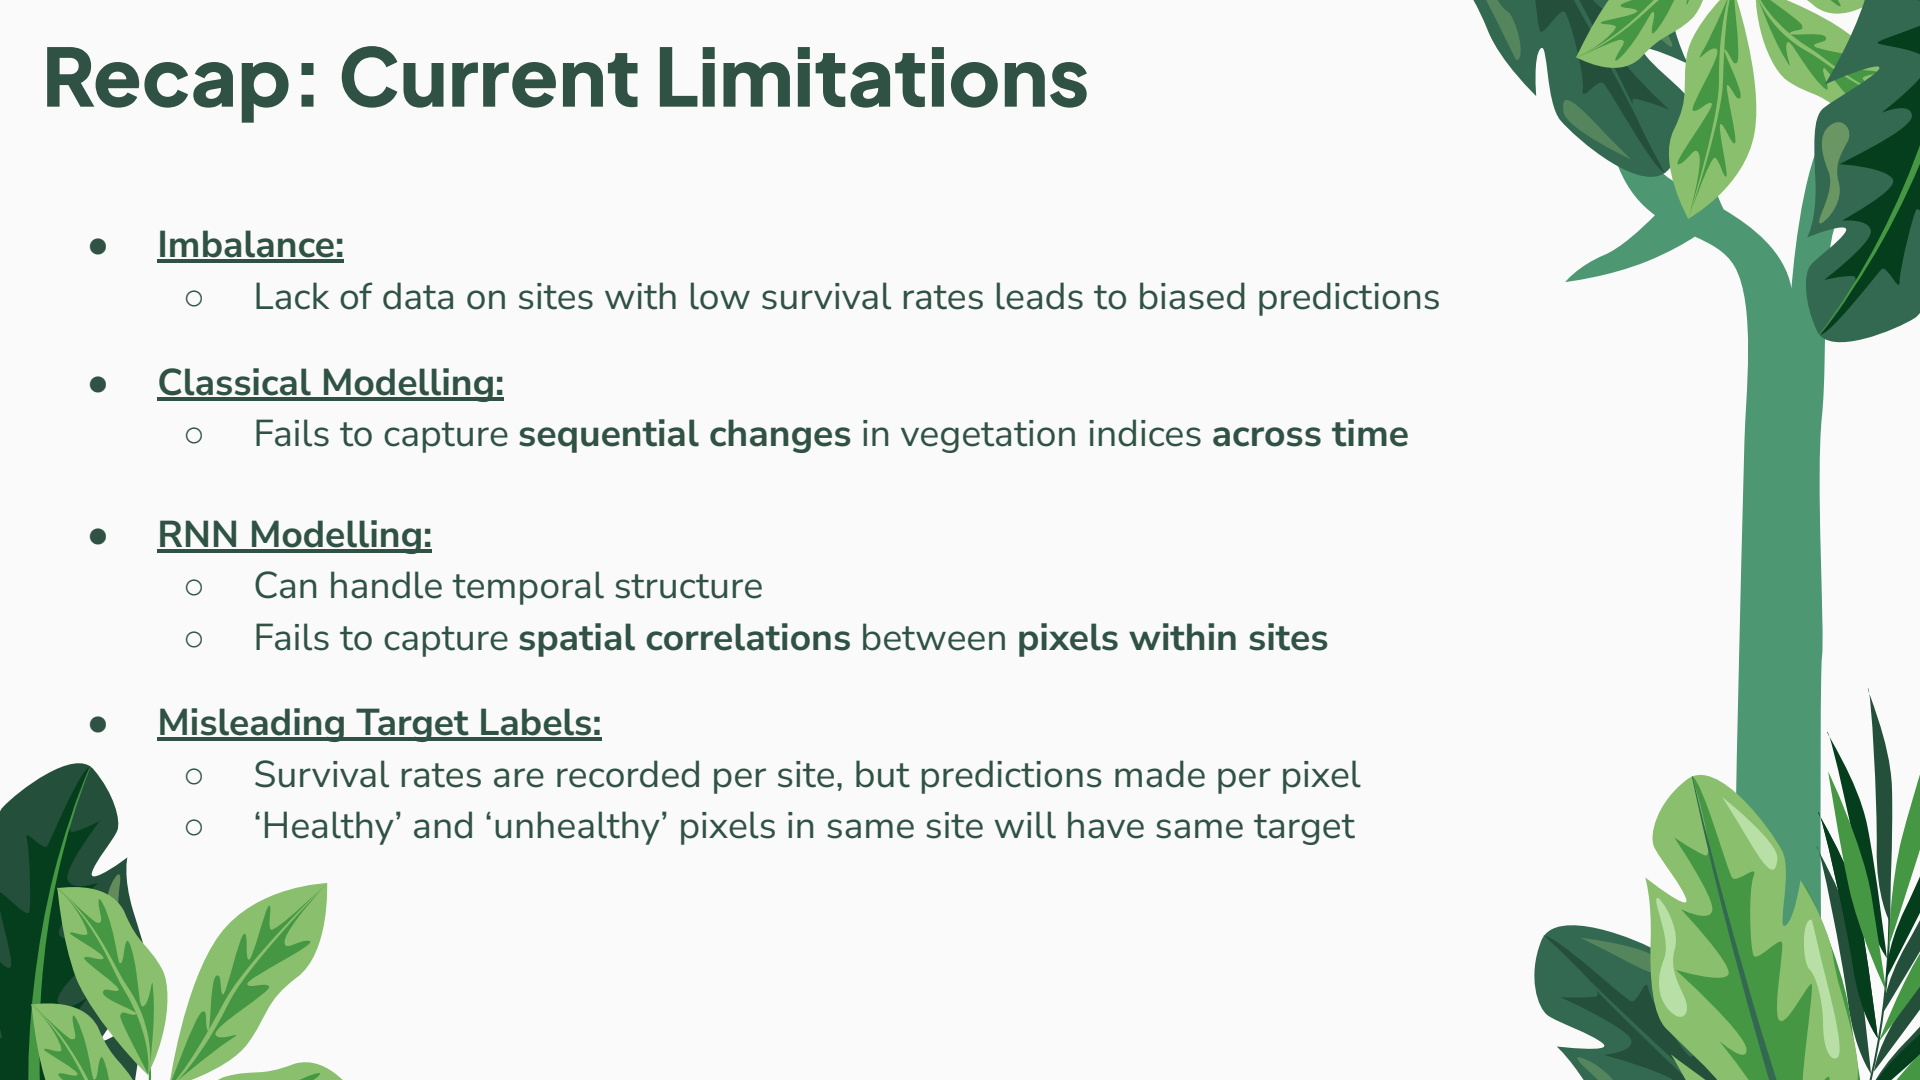 Recap: Current Limitations
● Imbalance:
○ Lack of data on sites with low survival rates leads to biased predictions
● Classical Modelling:
○ Fails to capture sequential changes in vegetation indices across time
● RNN Modelling:
○ Can handle temporal structure
○ Fails to capture spatial correlations between pixels within sites
● Misleading Target Labels:
○ Survival rates are recorded per site, but predictions made per pixel
○ ‘Healthy’ and ‘unhealthy’ pixels in same site will have same target